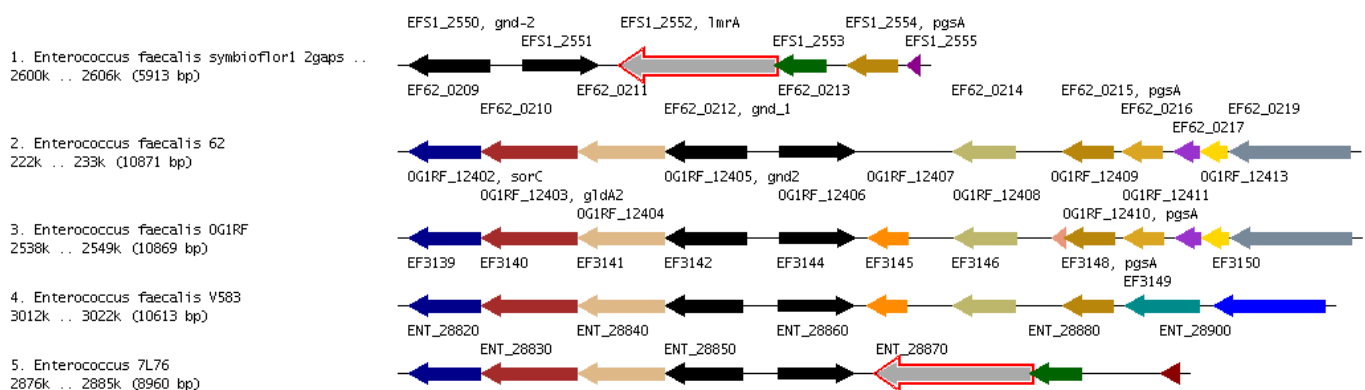 EFS1_2550, gnd-2 EFS1_2552, lmrA EFS1_2554, pgsA
EFS1_2551 EFS1_2553 EFS1_2555
1. Enterococcus faecalis symbioflor1 2gaps ..
2600k .. 2606k (5913 bp)
EF62_0209 EF62_0211 EF62_0213 EF62_0215, pgsA
EF62_0210 EF62_0212, gnd_1 EF62_0214 EF62_0216 EF62_0219
EF62_0217
2. Enterococcus faecalis 62
222k .. 233k (10871 bp)
OG1RF_12402, sorC OG1RF_12405, gnd2 OG1RF_12407 OG1RF_12409 OG1RF_12413
OG1RF_12403, gldA2 OG1RF_12406 OG1RF_12408 OG1RF_12411
OG1RF_12404 OG1RF_12410, pgsA
3. Enterococcus faecalis OG1RF
2538k .. 2549k (10869 bp)
EF3139 EF3140 EF3141 EF3142 EF3144 EF3145 EF3146 EF3148, pgsA EF3150
EF3149
4. Enterococcus faecalis V583
3012k .. 3022k (10613 bp)
ENT_28820 ENT_28840 ENT_28860 ENT_28880 ENT_28900
ENT_28830 ENT_28850 ENT_28870
5. Enterococcus 7L76
2876k .. 2885k (8960 bp)